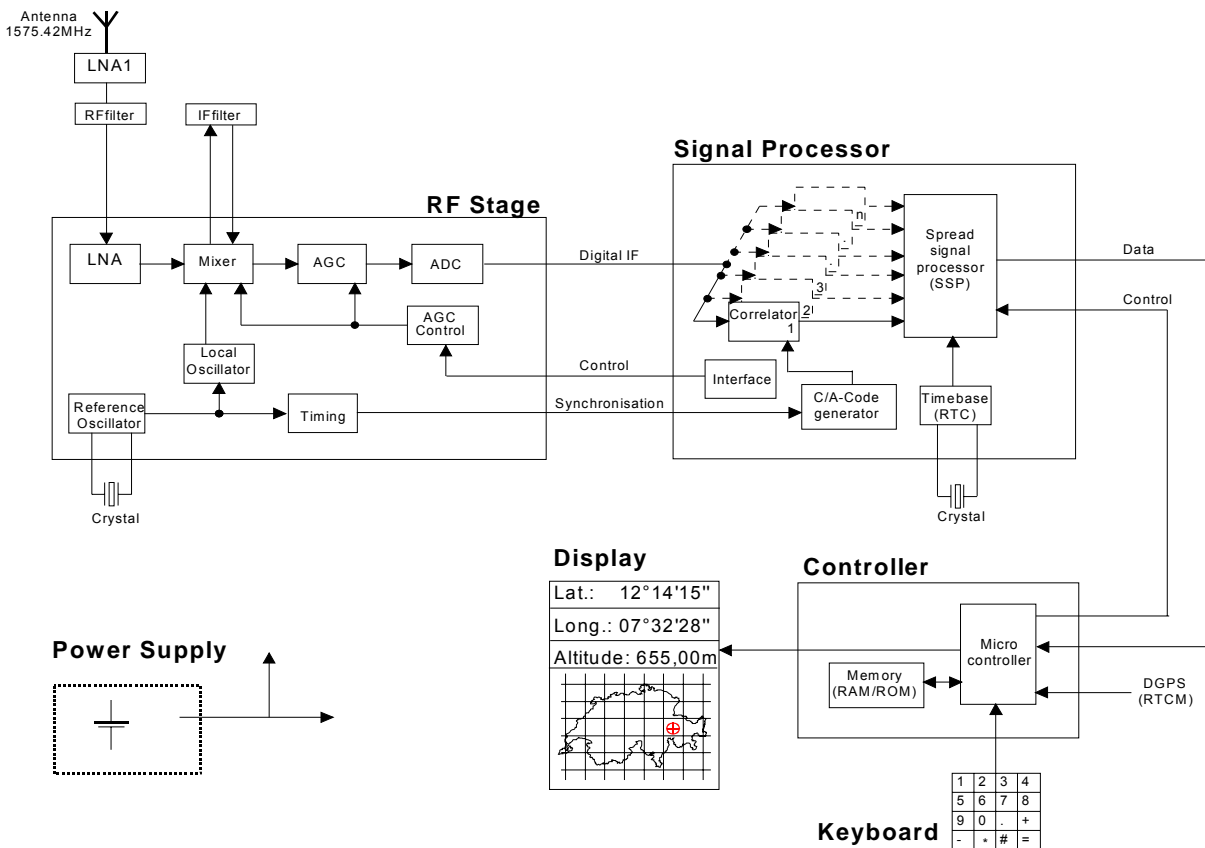 Antenna
1575.42MHz
LNA1
RFfilter
IFfilter
RF Stage
LNA
Mixer
AGC
ADC
AGC
Control
Local
Oscillator
Reference
Oscillator
Timing
Crystal
Digital IF
Control
Synchronisation
Signal Processor
n
.
.
3
2
Correlator
1
Spread
signal
processor
(SSP)
Interface
C/A-Code
generator
Timebase
(RTC)
Crystal
Data
Control
Display
Lat.: 12°14'15"
Long.: 07°32'28"
Altitude: 655,00m
Controller
Micro
controller
Memory
(RAM/ROM)
DGPS
(RTCM)
Power Supply
Keyboard
1 2 3 4
5 6 7 8
9 0 . +
- * # =